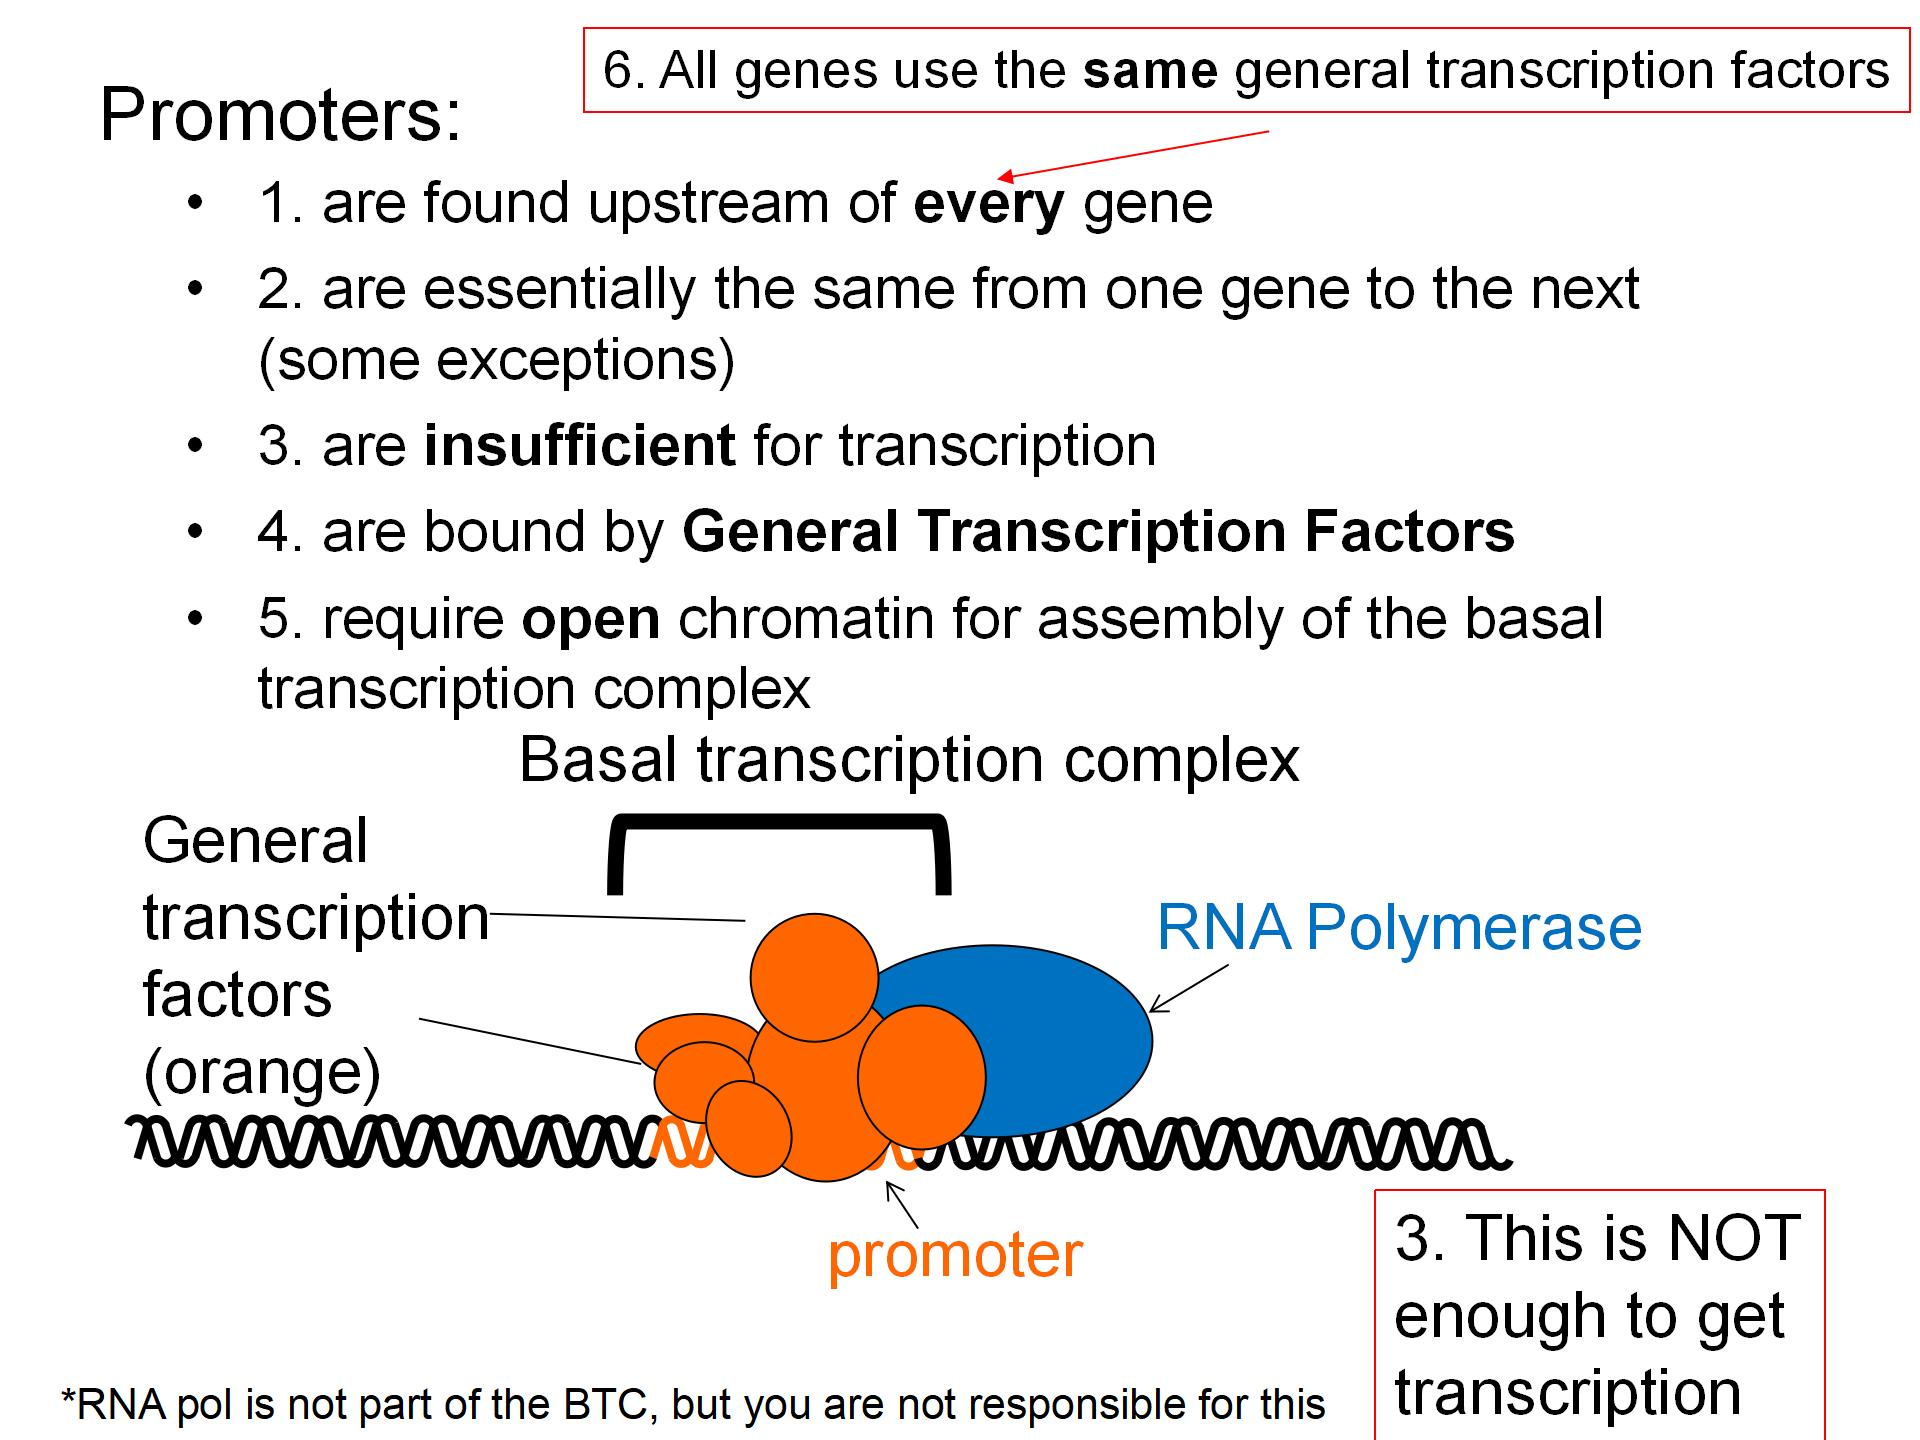 6. All genes use the same general transcription factors
Promoters:
• 1. are found upstream of every gene
• 2. are essentially the same from one gene to the next
(some exceptions)
• 3. are insufficient for transcription
• 4. are bound by General Transcription Factors
• 5. require open chromatin for assembly of the basal
transcription complex
Basal transcription complex
General
transcription
factors
(orange)
RNA Polymerase
promoter
3. This is NOT
enough to get
transcription
*RNA pol is not part of the BTC, but you are not responsible for this